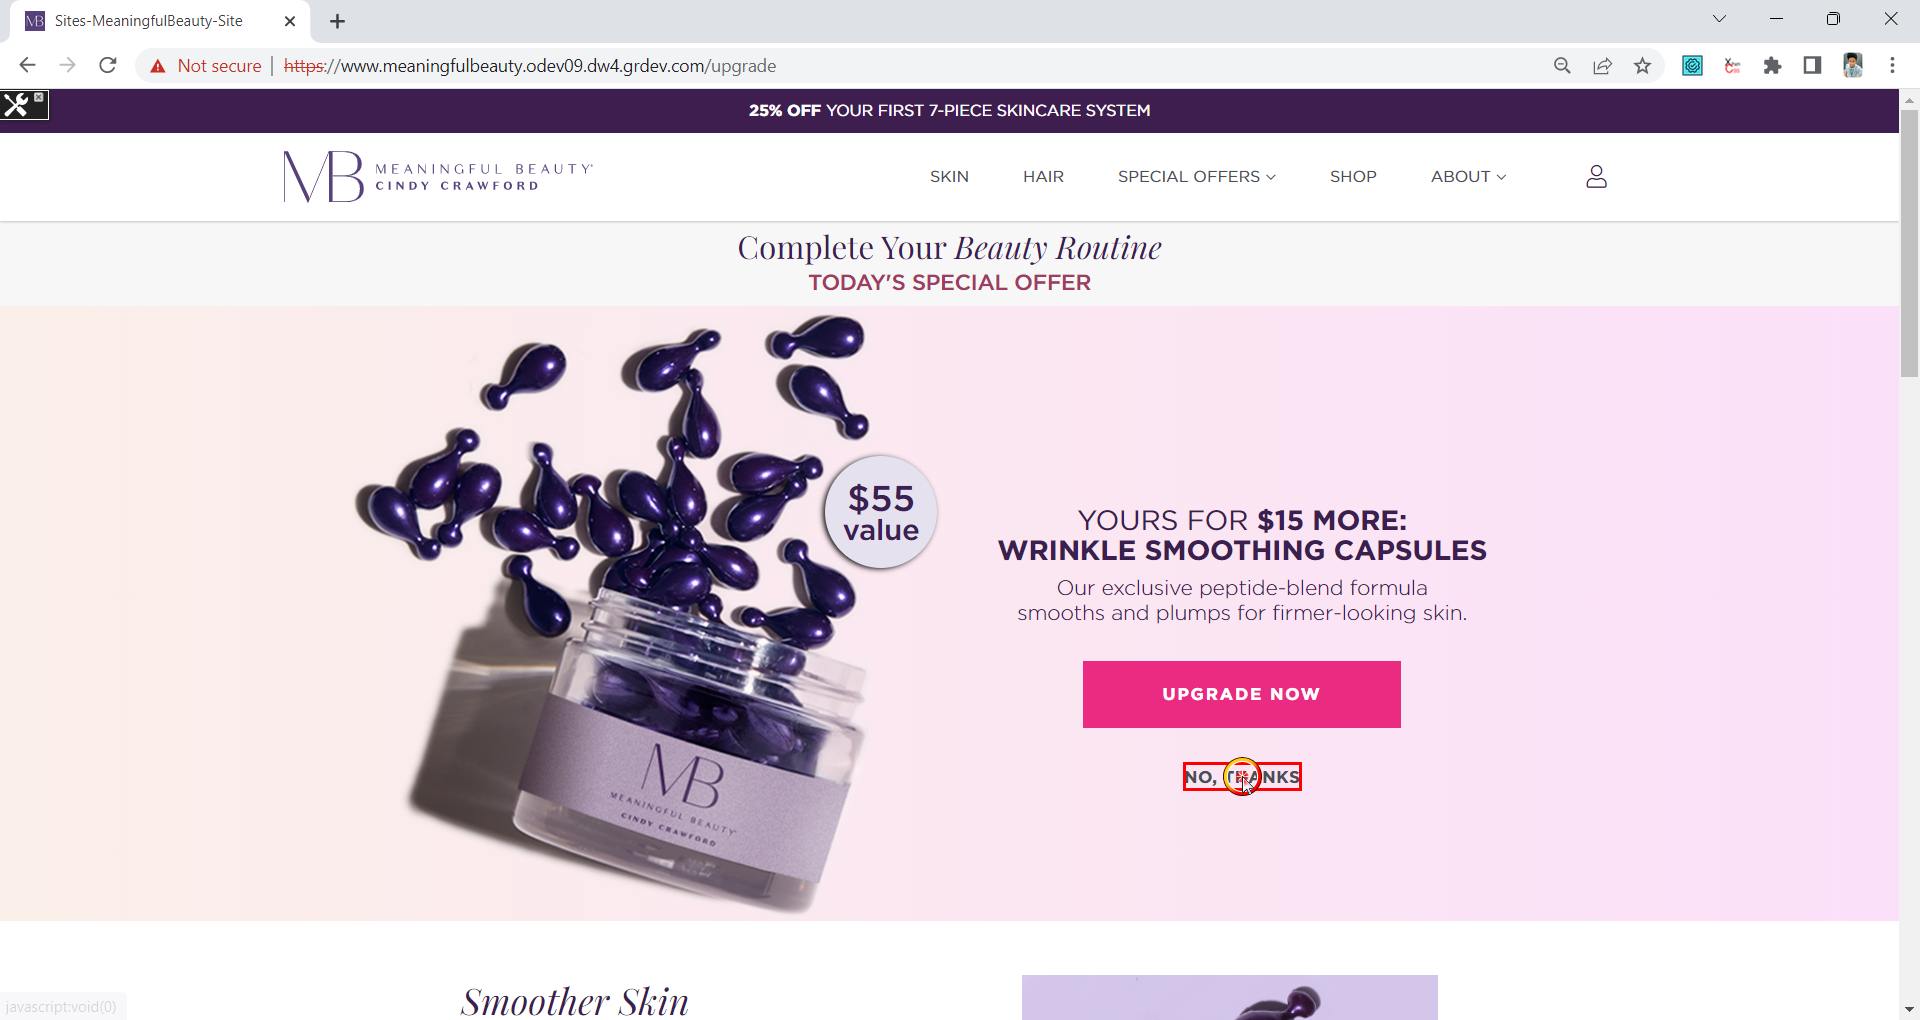 MB Sites-MeaningfulBeauty-Site
Not secure https://www.meaningfulbeauty.odev09.dw4.grdev.com/upgrade
25% OFF YOUR FIRST 7-PIECE SKINCARE SYSTEM
MB MEANINGFUL BEAUTY
CINDY CRAWFORD
SKIN HAIR SPECIAL OFFERS SHOP ABOUT
Complete Your Beauty Routine
TODAY'S SPECIAL OFFER
$55
value
YOURS FOR $15 MORE:
WRINKLE SMOOTHING CAPSULES
Our exclusive peptide-blend formula
smooths and plumps for firmer-looking skin.
UPGRADE NOW
NO, THANKS
MB
MEANINGFUL BEAUTY
CINDY CRAWFORD
Smoother Skin
javascript:void(0)